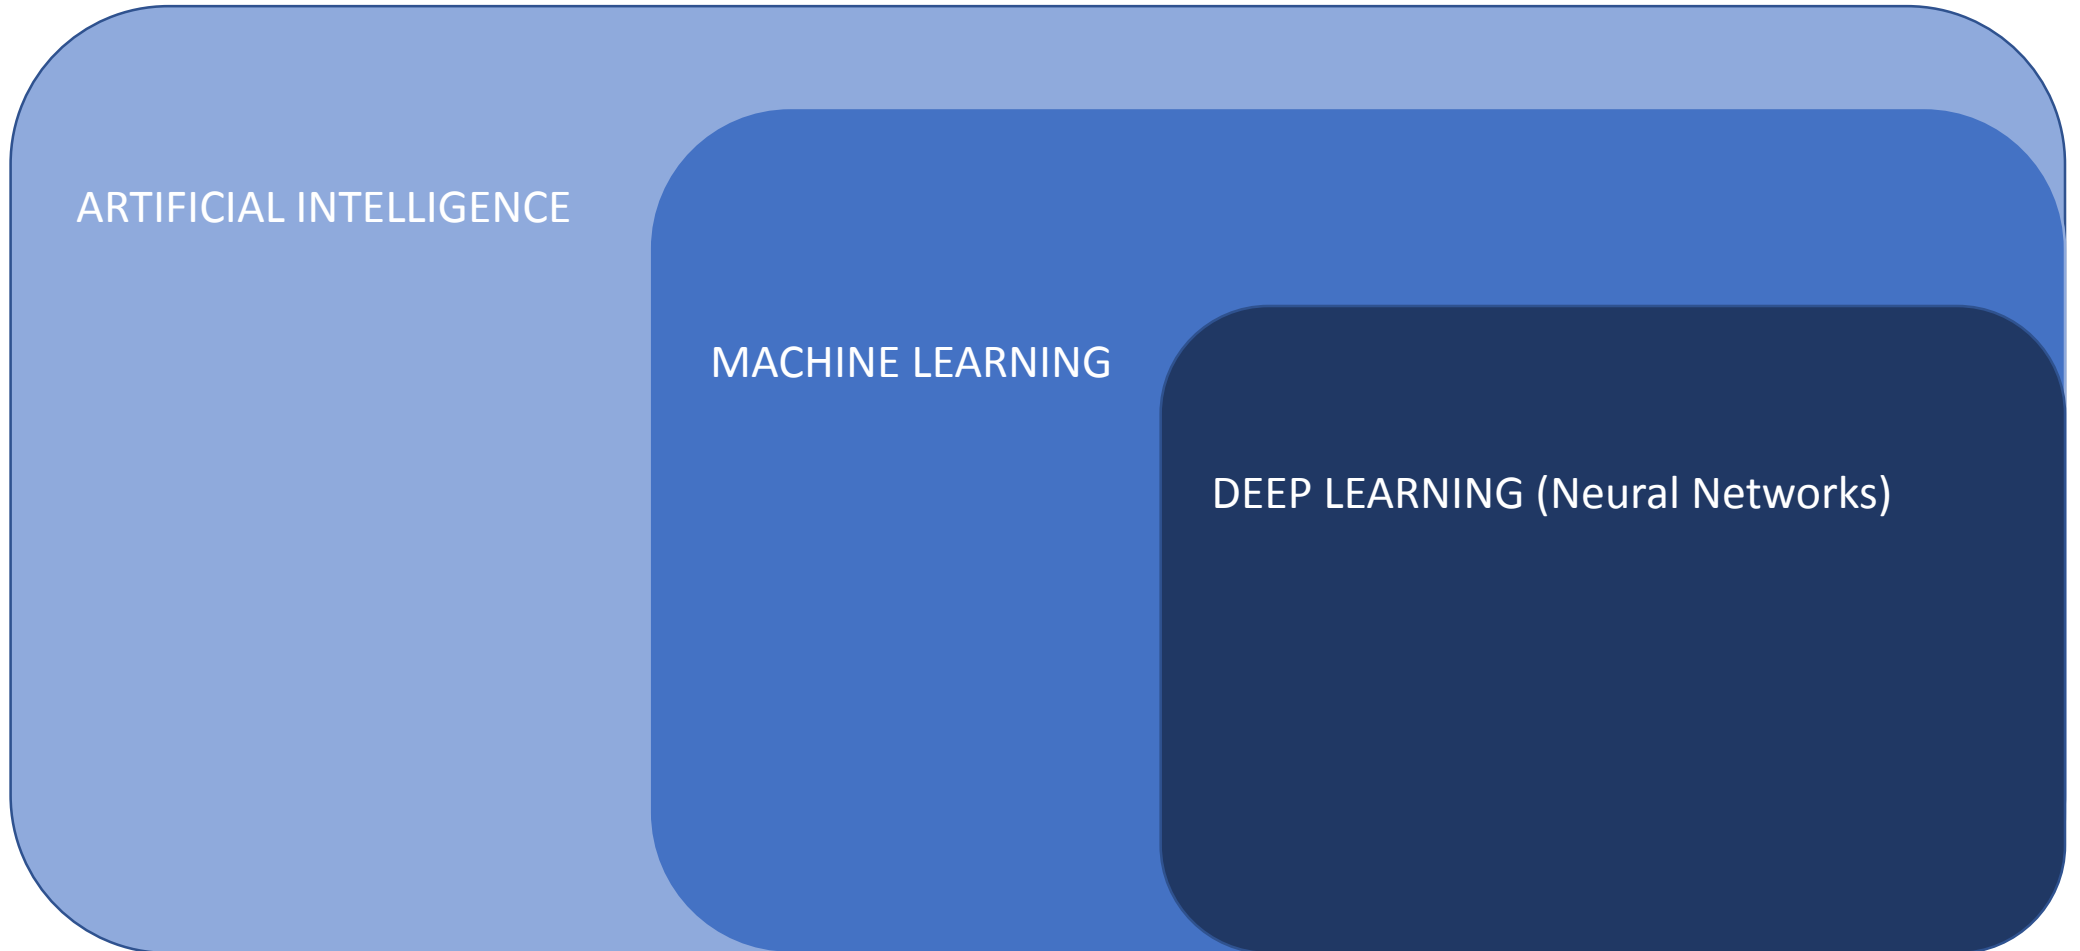 ARTIFICIAL INTELLIGENCE
MACHINE LEARNING
DEEP LEARNING (Neural Networks)